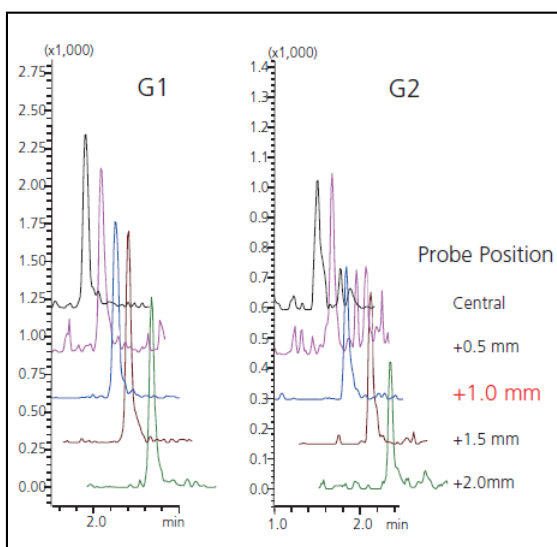 (x1,000)
G1
2.75
2.50
2.25
2.00
1.75
1.50
1.25
1.00
0.75
0.50
0.25
0.00
2.0 min
(x1,000)
G2
1.4
1.3
1.2
1.1
1.0
0.9
0.8
0.7
0.6
0.5
0.4
0.3
0.2
0.1
0.0
1.0 2.0 min
Probe Position
Central
+0.5 mm
+1.0 mm
+1.5 mm
+2.0mm